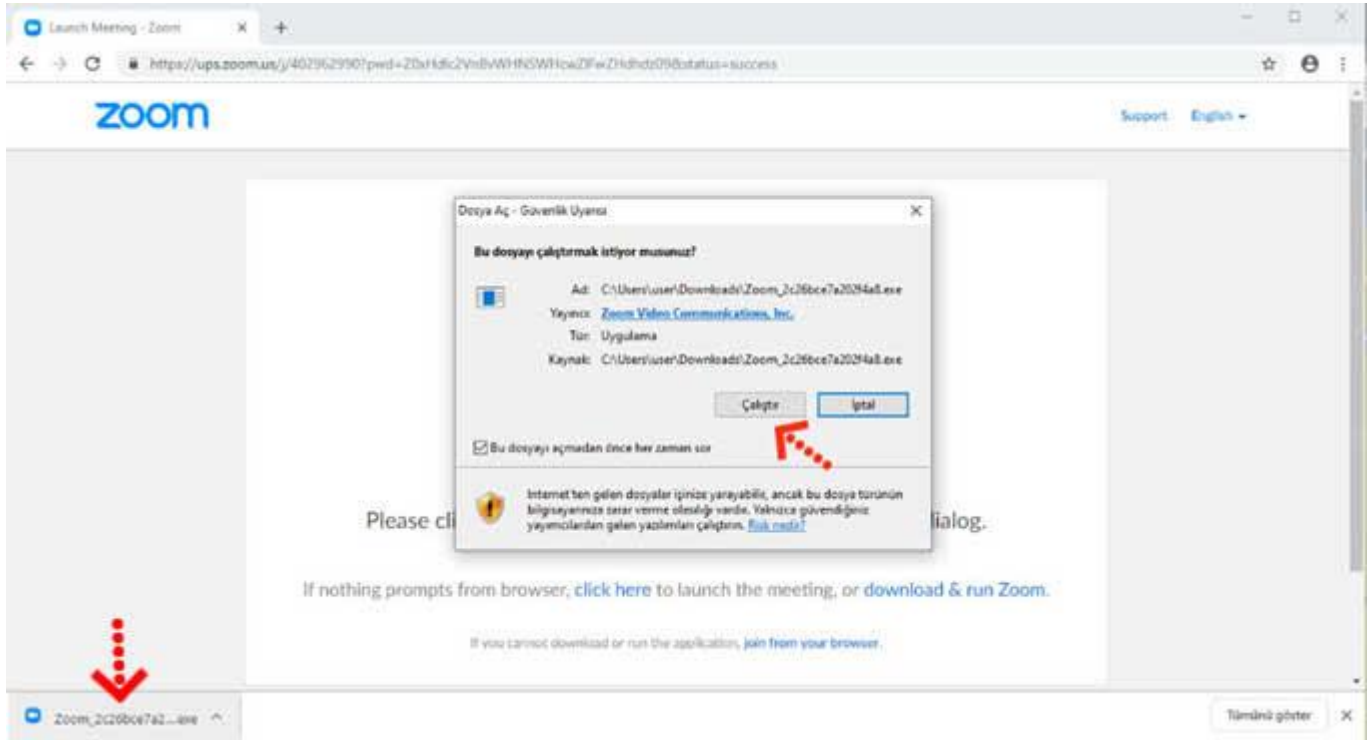 Launch Meeting - Zoom
zoom
Support English
Dosya Aç - Güvenlik Uyarısı
Bu dosyayı çalıştırmak istiyor musunuz?
Ad: C:\Users\user\Downloads\Zoom_2c26bce7a202f4a8.exe
Yayıncı: Zoom Video Communications, Inc.
Tür: Uygulama
Kaynak: C:\Users\user\Downloads\Zoom_2c26bce7a202f4a8.exe
Çalıştır İptal
Bu dosyayı açmadan önce her zaman sor
Internet'ten gelen dosyalar işinize yarayabilir, ancak bu dosya türünün
bilgisayarınıza zarar verme olasılığı vardır. Yalnızca güvendiğiniz
yayımcılardan gelen yazılımları çalıştırın. Risk nedir?
Please cli
ialog.
If nothing prompts from browser, click here to launch the meeting, or download & run Zoom.
If you cannot download or run the application, join from your browser.
Zoom_2c26bce7a2....exe
Tümünü göster